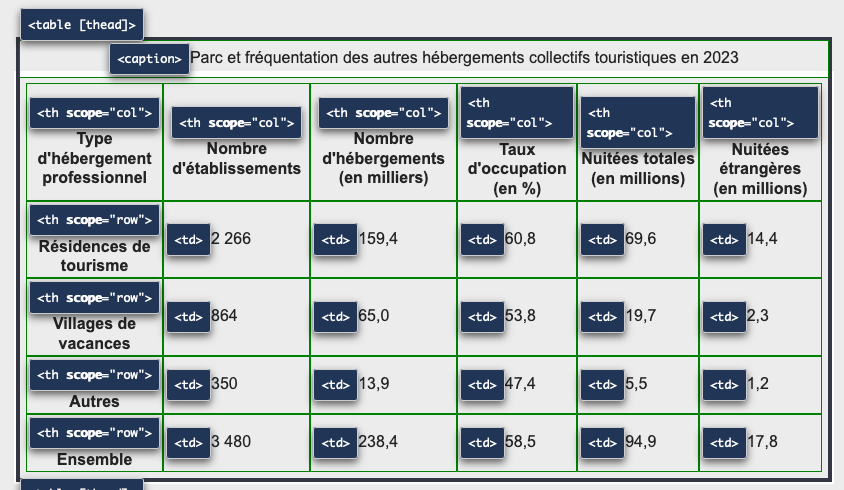 <table [thead]>
<caption> Parc et fréquentation des autres hébergements collectifs touristiques en 2023
<th scope="col"> Type d'hébergement professionnel
<th scope="col"> Nombre d'établissements
<th scope="col"> Nombre d'hébergements (en milliers)
<th scope="col"> Taux d'occupation (en %)
<th scope="col"> Nuitées totales (en millions)
<th scope="col"> Nuitées étrangères (en millions)
<th scope="row"> Résidences de tourisme <td> 2 266 <td> 159,4 <td> 60,8 <td> 69,6 <td> 14,4
<th scope="row"> Villages de vacances <td> 864 <td> 65,0 <td> 53,8 <td> 19,7 <td> 2,3
<th scope="row"> Autres <td> 350 <td> 13,9 <td> 47,4 <td> 5,5 <td> 1,2
<th scope="row"> Ensemble <td> 3 480 <td> 238,4 <td> 58,5 <td> 94,9 <td> 17,8